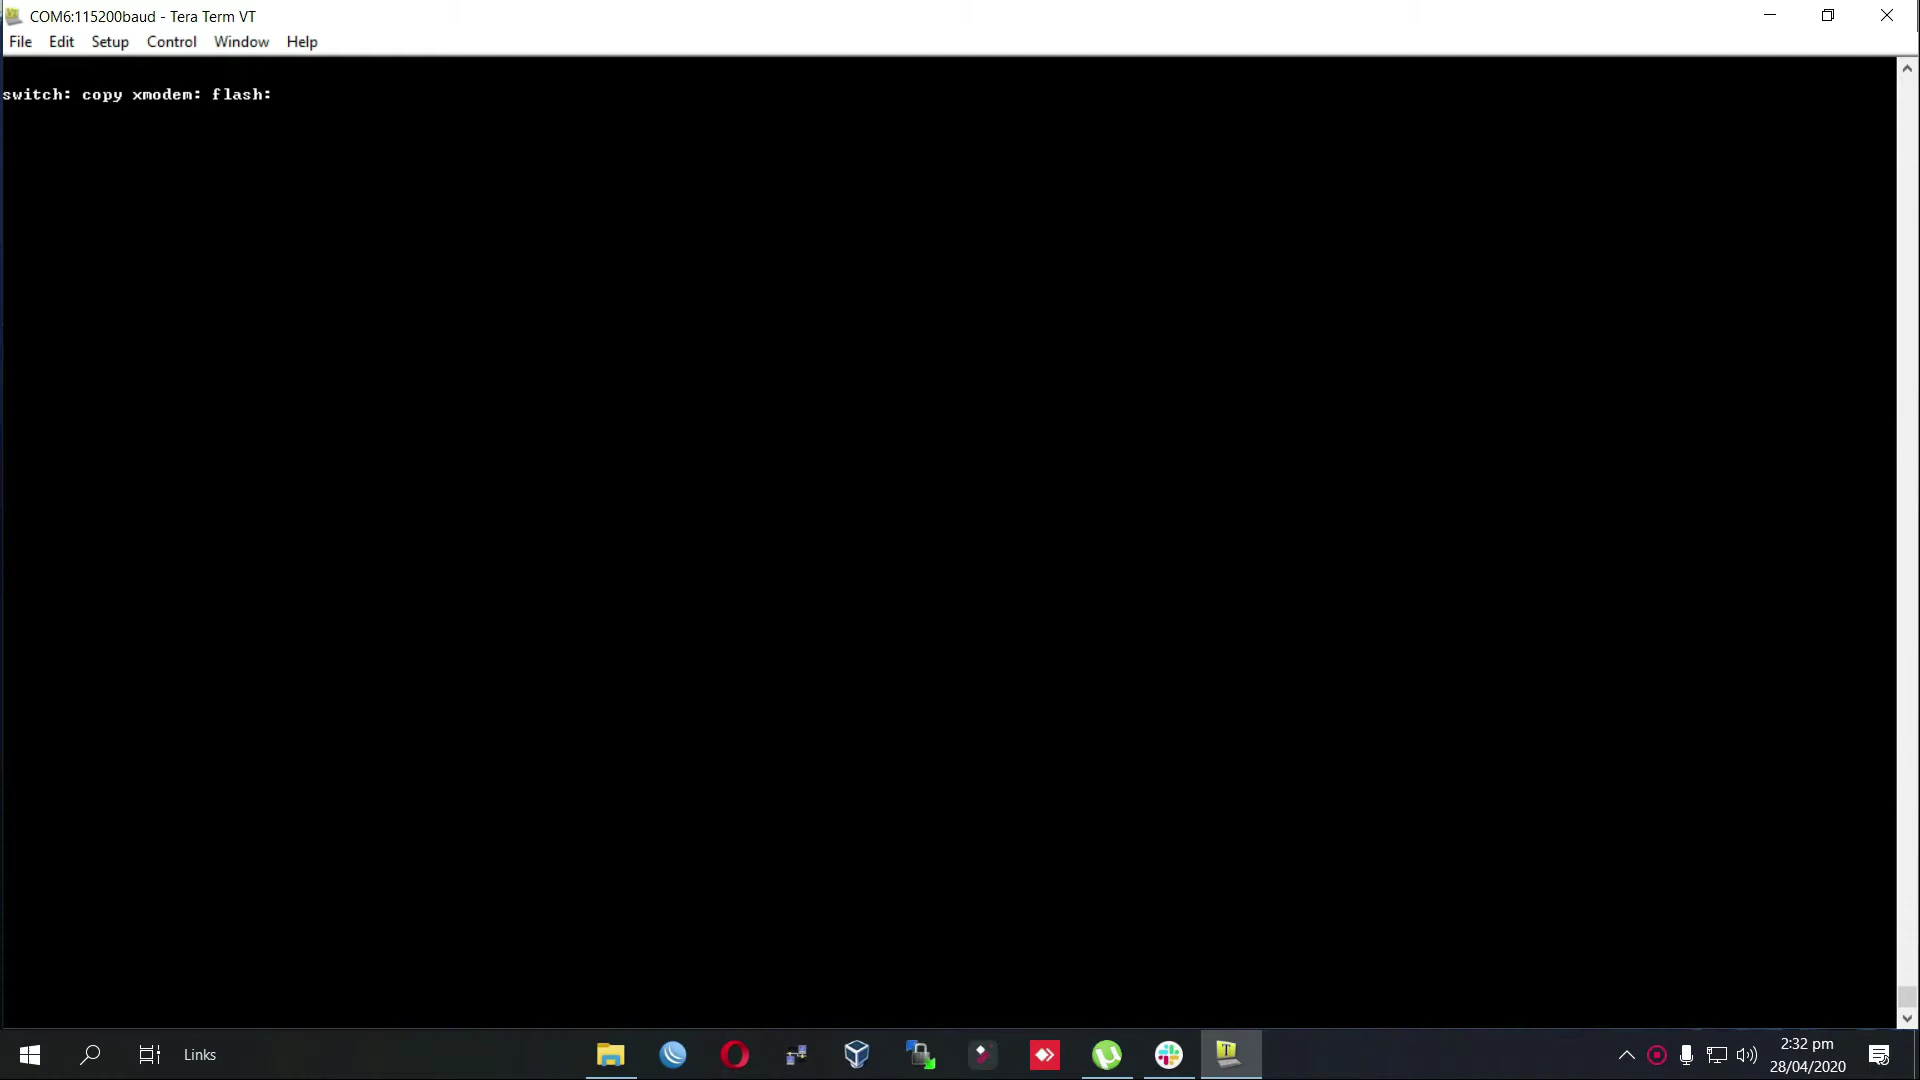 COM6:115200baud - Tera Term VT
File Edit Setup Control Window Help
switch: copy xmodem: flash:
Links
2:32 pm
28/04/2020